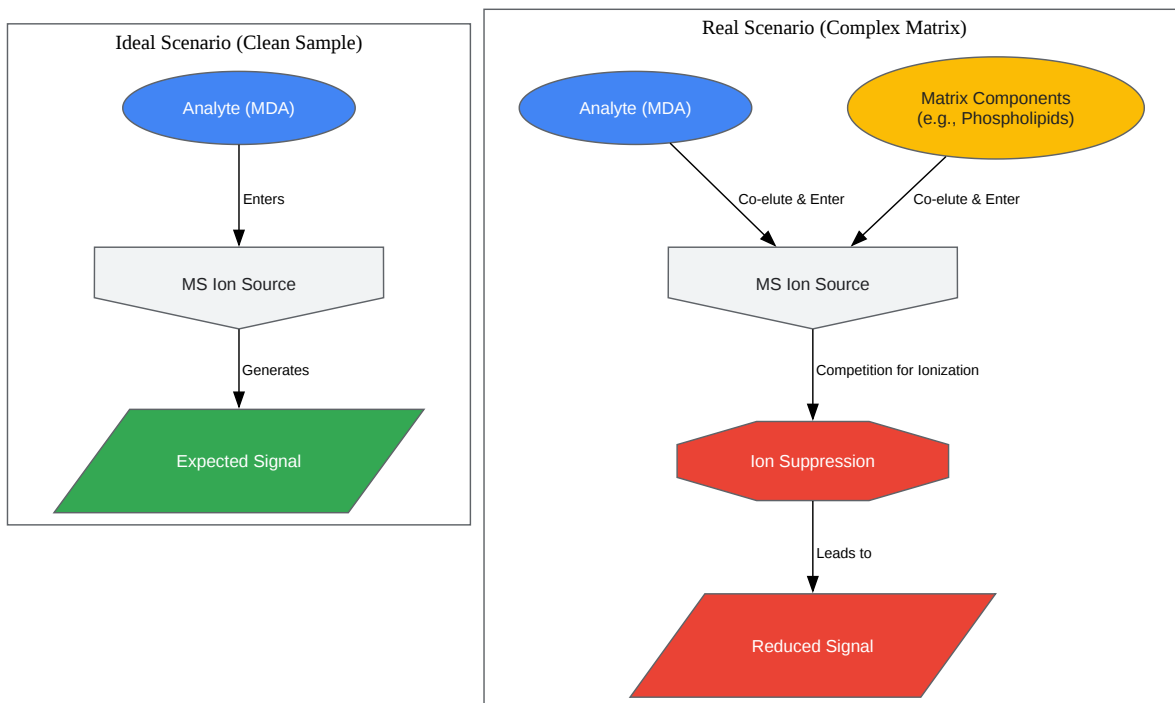 Ideal Scenario (Clean Sample)
Analyte (MDA)
Enters
MS Ion Source
Generates
Expected Signal
Real Scenario (Complex Matrix)
Analyte (MDA)
Matrix Components
(e.g., Phospholipids)
Co-elute & Enter
Co-elute & Enter
MS Ion Source
Competition for Ionization
Ion Suppression
Leads to
Reduced Signal